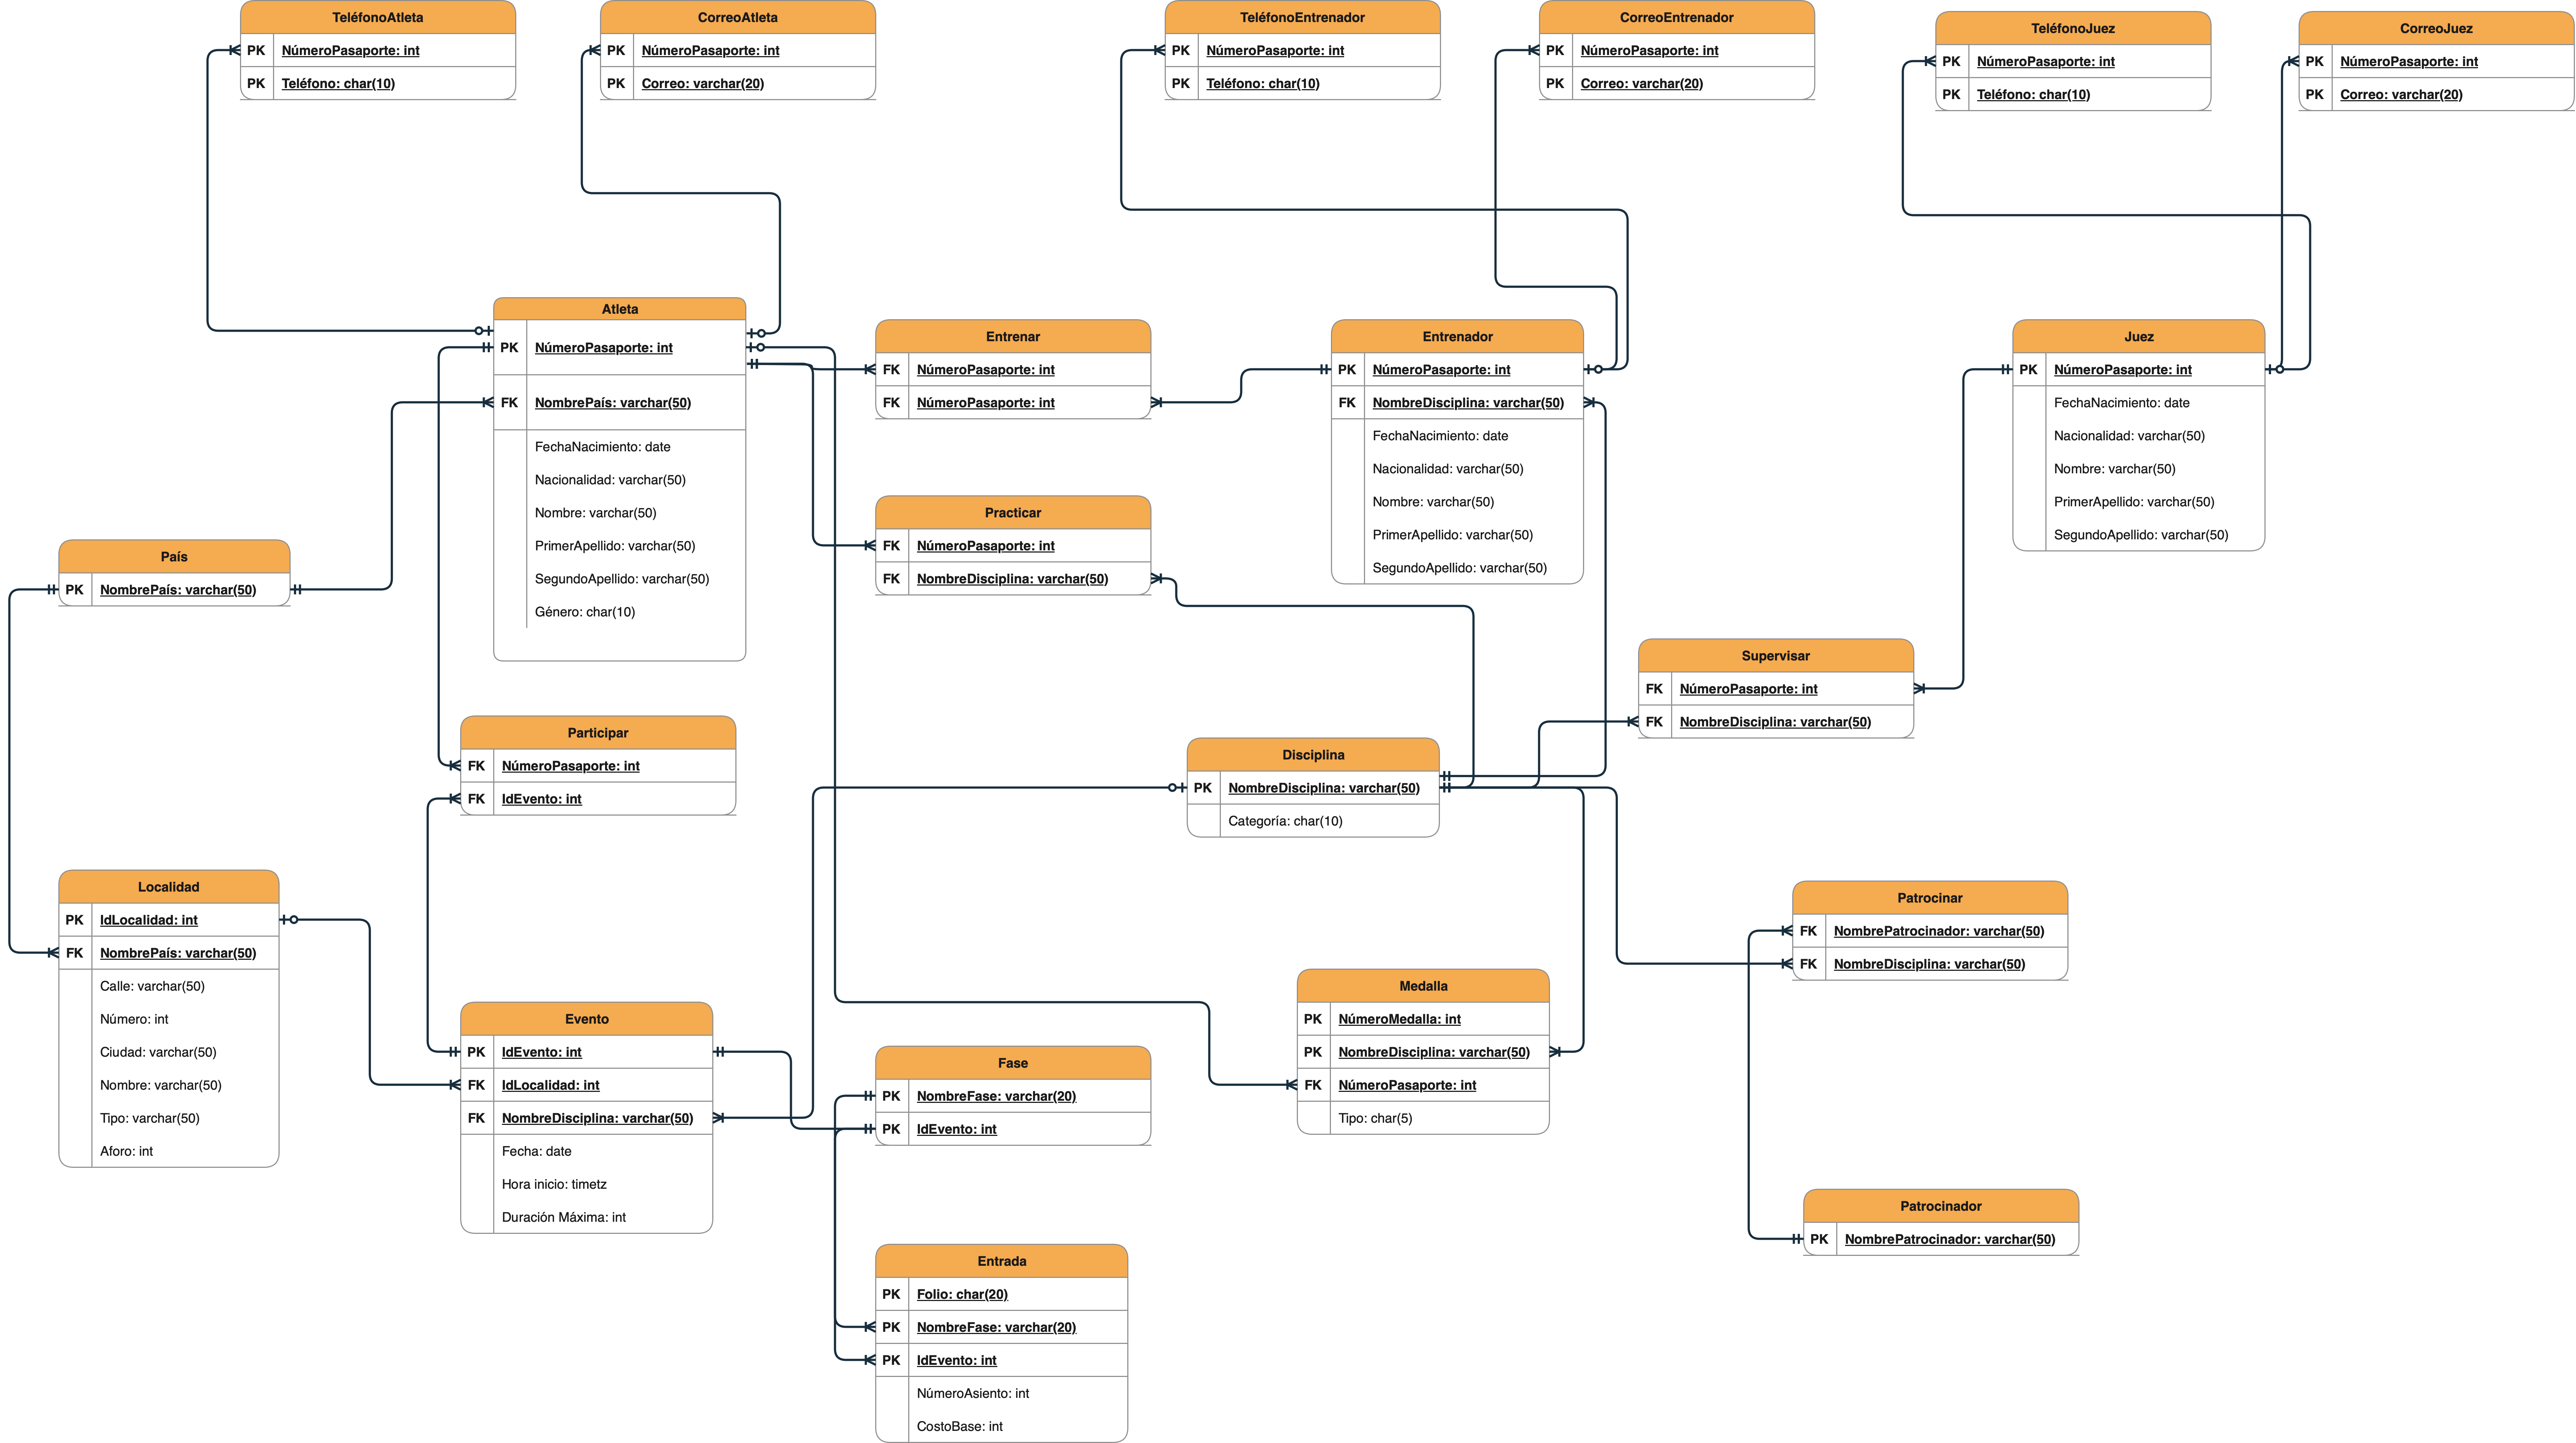 TeléfonoAtleta
PK NúmeroPasaporte: int
PK Teléfono: char(10)
CorreoAtleta
PK NúmeroPasaporte: int
PK Correo: varchar(20)
TeléfonoEntrenador
PK NúmeroPasaporte: int
PK Teléfono: char(10)
CorreoEntrenador
PK NúmeroPasaporte: int
PK Correo: varchar(20)
TeléfonoJuez
PK NúmeroPasaporte: int
PK Teléfono: char(10)
CorreoJuez
PK NúmeroPasaporte: int
PK Correo: varchar(20)
Atleta
PK NúmeroPasaporte: int
FK NombrePaís: varchar(50)
FechaNacimiento: date
Nacionalidad: varchar(50)
Nombre: varchar(50)
PrimerApellido: varchar(50)
SegundoApellido: varchar(50)
Género: char(10)
Entrenar
FK NúmeroPasaporte: int
FK NúmeroPasaporte: int
Entrenador
PK NúmeroPasaporte: int
FK NombreDisciplina: varchar(50)
FechaNacimiento: date
Nacionalidad: varchar(50)
Nombre: varchar(50)
PrimerApellido: varchar(50)
SegundoApellido: varchar(50)
Juez
PK NúmeroPasaporte: int
FechaNacimiento: date
Nacionalidad: varchar(50)
Nombre: varchar(50)
PrimerApellido: varchar(50)
SegundoApellido: varchar(50)
Practicar
FK NúmeroPasaporte: int
FK NombreDisciplina: varchar(50)
País
PK NombrePaís: varchar(50)
Supervisar
FK NúmeroPasaporte: int
FK NombreDisciplina: varchar(50)
Participar
FK NúmeroPasaporte: int
FK IdEvento: int
Disciplina
PK NombreDisciplina: varchar(50)
Categoría: char(10)
Localidad
PK IdLocalidad: int
FK NombrePaís: varchar(50)
Calle: varchar(50)
Número: int
Ciudad: varchar(50)
Nombre: varchar(50)
Tipo: varchar(50)
Aforo: int
Patrocinar
FK NombrePatrocinador: varchar(50)
FK NombreDisciplina: varchar(50)
Medalla
PK NúmeroMedalla: int
PK NombreDisciplina: varchar(50)
FK NúmeroPasaporte: int
Tipo: char(5)
Evento
PK IdEvento: int
FK IdLocalidad: int
FK NombreDisciplina: varchar(50)
Fecha: date
Hora inicio: timetz
Duración Máxima: int
Fase
PK NombreFase: varchar(20)
PK IdEvento: int
Patrocinador
PK NombrePatrocinador: varchar(50)
Entrada
PK Folio: char(20)
PK NombreFase: varchar(20)
PK IdEvento: int
NúmeroAsiento: int
CostoBase: int